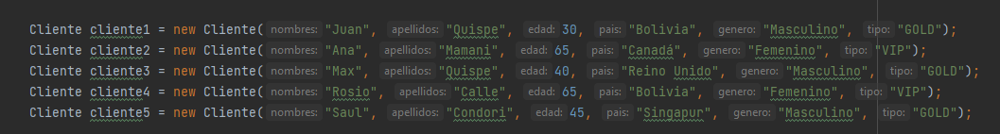 Cliente cliente1 = new Cliente( nombres: "Juan", apellidos: "Quispe", edad: 30, pais: "Bolivia", genero: "Masculino", tipo: "GOLD");
Cliente cliente2 = new Cliente( nombres: "Ana", apellidos: "Mamani", edad: 65, pais: "Canadá", genero: "Femenino", tipo: "VIP");
Cliente cliente3 = new Cliente( nombres: "Max", apellidos: "Quispe", edad: 40, pais: "Reino Unido", genero: "Masculino", tipo: "GOLD");
Cliente cliente4 = new Cliente( nombres: "Rosio", apellidos: "Calle", edad: 65, pais: "Bolivia", genero: "Femenino", tipo: "VIP");
Cliente cliente5 = new Cliente( nombres: "Saul", apellidos: "Condori", edad: 45, pais: "Singapur", genero: "Masculino", tipo: "GOLD");